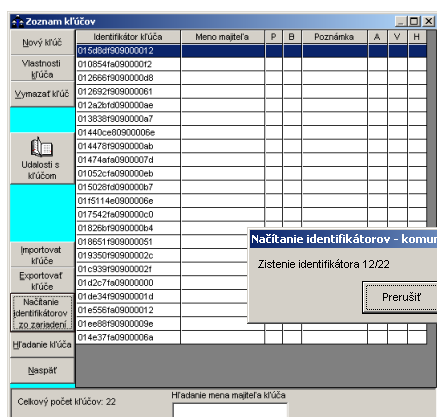 Zoznam kľúčov
Nový kľúč
Vlastnosti
kľúča
Vymazať kľúč
Udalosti s
kľúčom
Importovat
kľúče
Exportovať
kľúče
Načítanie
identifikátorov
zo zariadení
Hľadanie kľúča
Naspäť
Identifikátor kľúča Meno majiteľa P B Poznámka A V H
015d8df909000012
010854fa090000f2
012666f9090000d8
012692f909000061
012a2bfd090000ae
013838f9090000a7
01440ce80900006e
014478f9090000ab
01474afa0900007d
01052cfa090000eb
015028fd090000b7
01f5114e0900006e
017542fa090000c0
01826bf9090000b4
018651f909000051
019350f90900002c
01c939f90900002f
01d2c7fa09000000
01de34f90900001d
01e556fa09000012
01ee88f90900009e
014e37fa0900006a
Načítanie identifikátorov - komur
Zistenie identifikátora 12/22
Prerušiť
Celkový počet kľúčov: 22
Hľadanie mena majiteľa kľúča